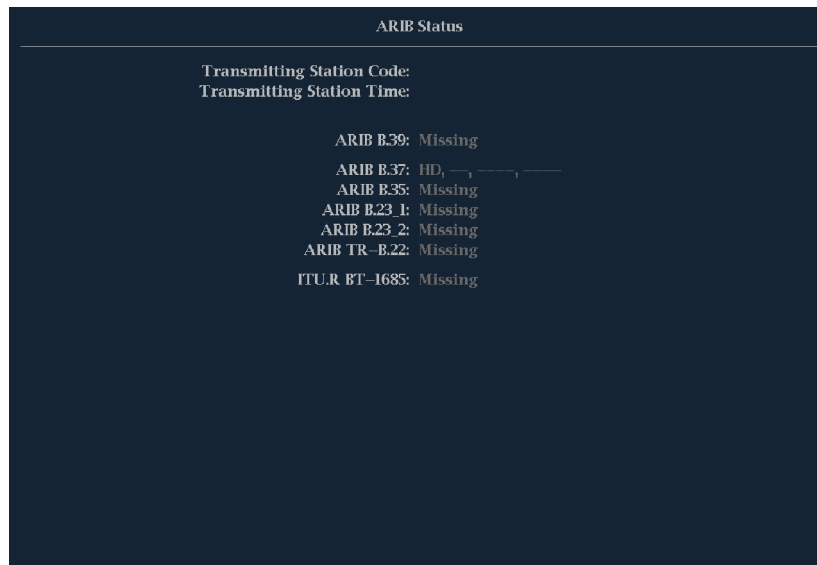 ARIB Status
Transmitting Station Code:
Transmitting Station Time:
ARIB B.39: Missing
ARIB B.37: HD, --, ----, ----
ARIB B.35: Missing
ARIB B.23_1: Missing
ARIB B.23_2: Missing
ARIB TR-B.22: Missing
ITU.R BT-1685: Missing